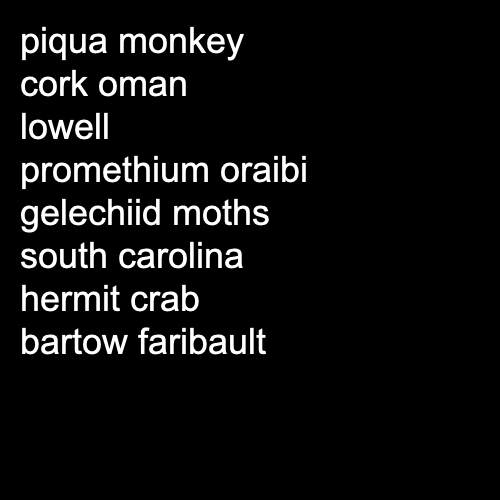 piqua monkey
cork oman
lowell
promethium oraibi
gelechiid moths
south carolina
hermit crab
bartow faribault